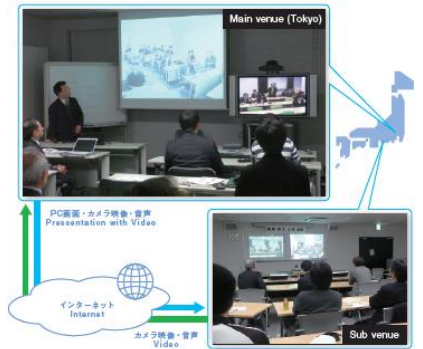 Main venue (Tokyo)
PC画面・カメラ映像・音声
Presentation with Video
インターネット
Internet
カメラ映像・音声
Video
Sub venue